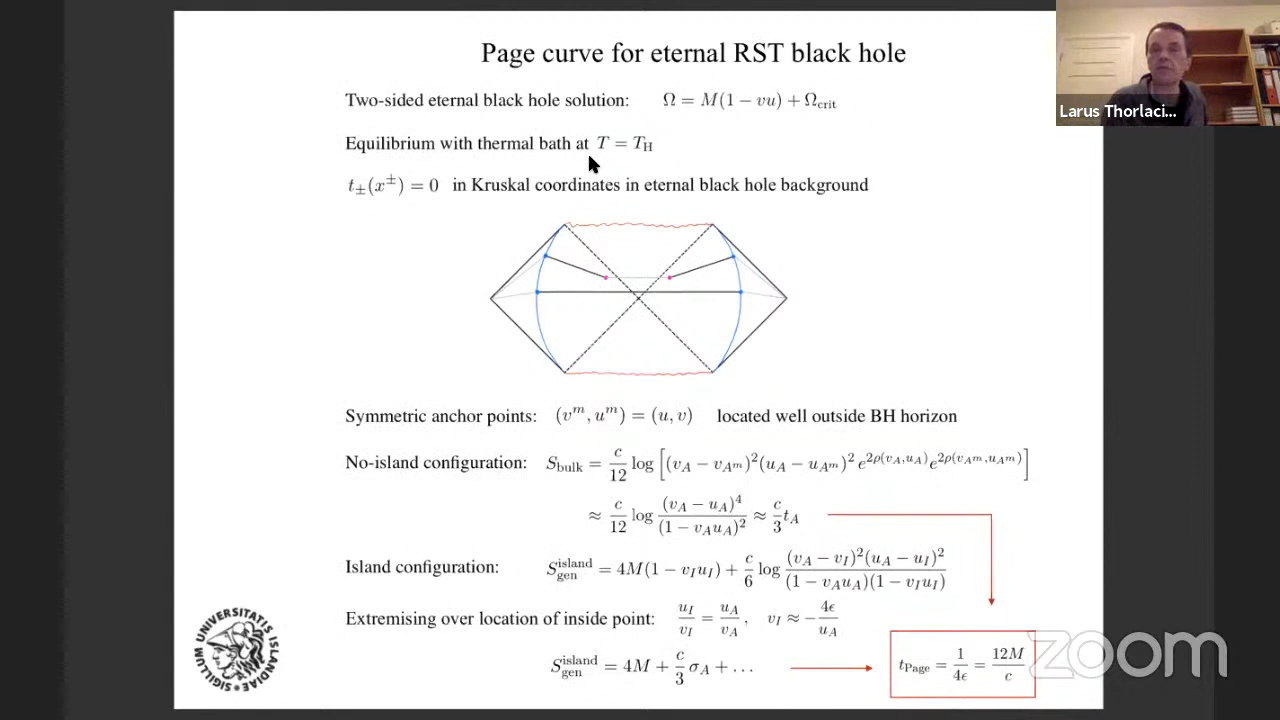 Page curve for eternal RST black hole
Larus Thorlaci...
Two-sided eternal black hole solution: Ω = M(1 − vu) + Ω_crit
Equilibrium with thermal bath at T = T_H
t_±(x^±) = 0 in Kruskal coordinates in eternal black hole background
Symmetric anchor points: (v^m, u^m) = (u, v) located well outside BH horizon
No-island configuration: S_bulk = c/12 log [(v_A − v_{A^m})^2 (u_A − u_{A^m})^2 e^{2ρ(v_A,u_A)} e^{2ρ(v_{A^m},u_{A^m})}]
≈ c/12 log (v_A − u_A)^4/(1 − v_A u_A)^2 ≈ c/3 t_A
Island configuration: S_gen^island = 4M(1 − v_I u_I) + c/6 log (v_A − v_I)^2 (u_A − u_I)^2/(1 − v_A u_A)(1 − v_I u_I)
Extremising over location of inside point: u_I/v_I = u_A/v_A, v_I ≈ −4ϵ/u_A
S_gen^island = 4M + c/3 σ_A + . . .
t_Page = 1/4ϵ = 12M/c
zoom
SIGILLUM UNIVERSITATIS ISLANDIAE